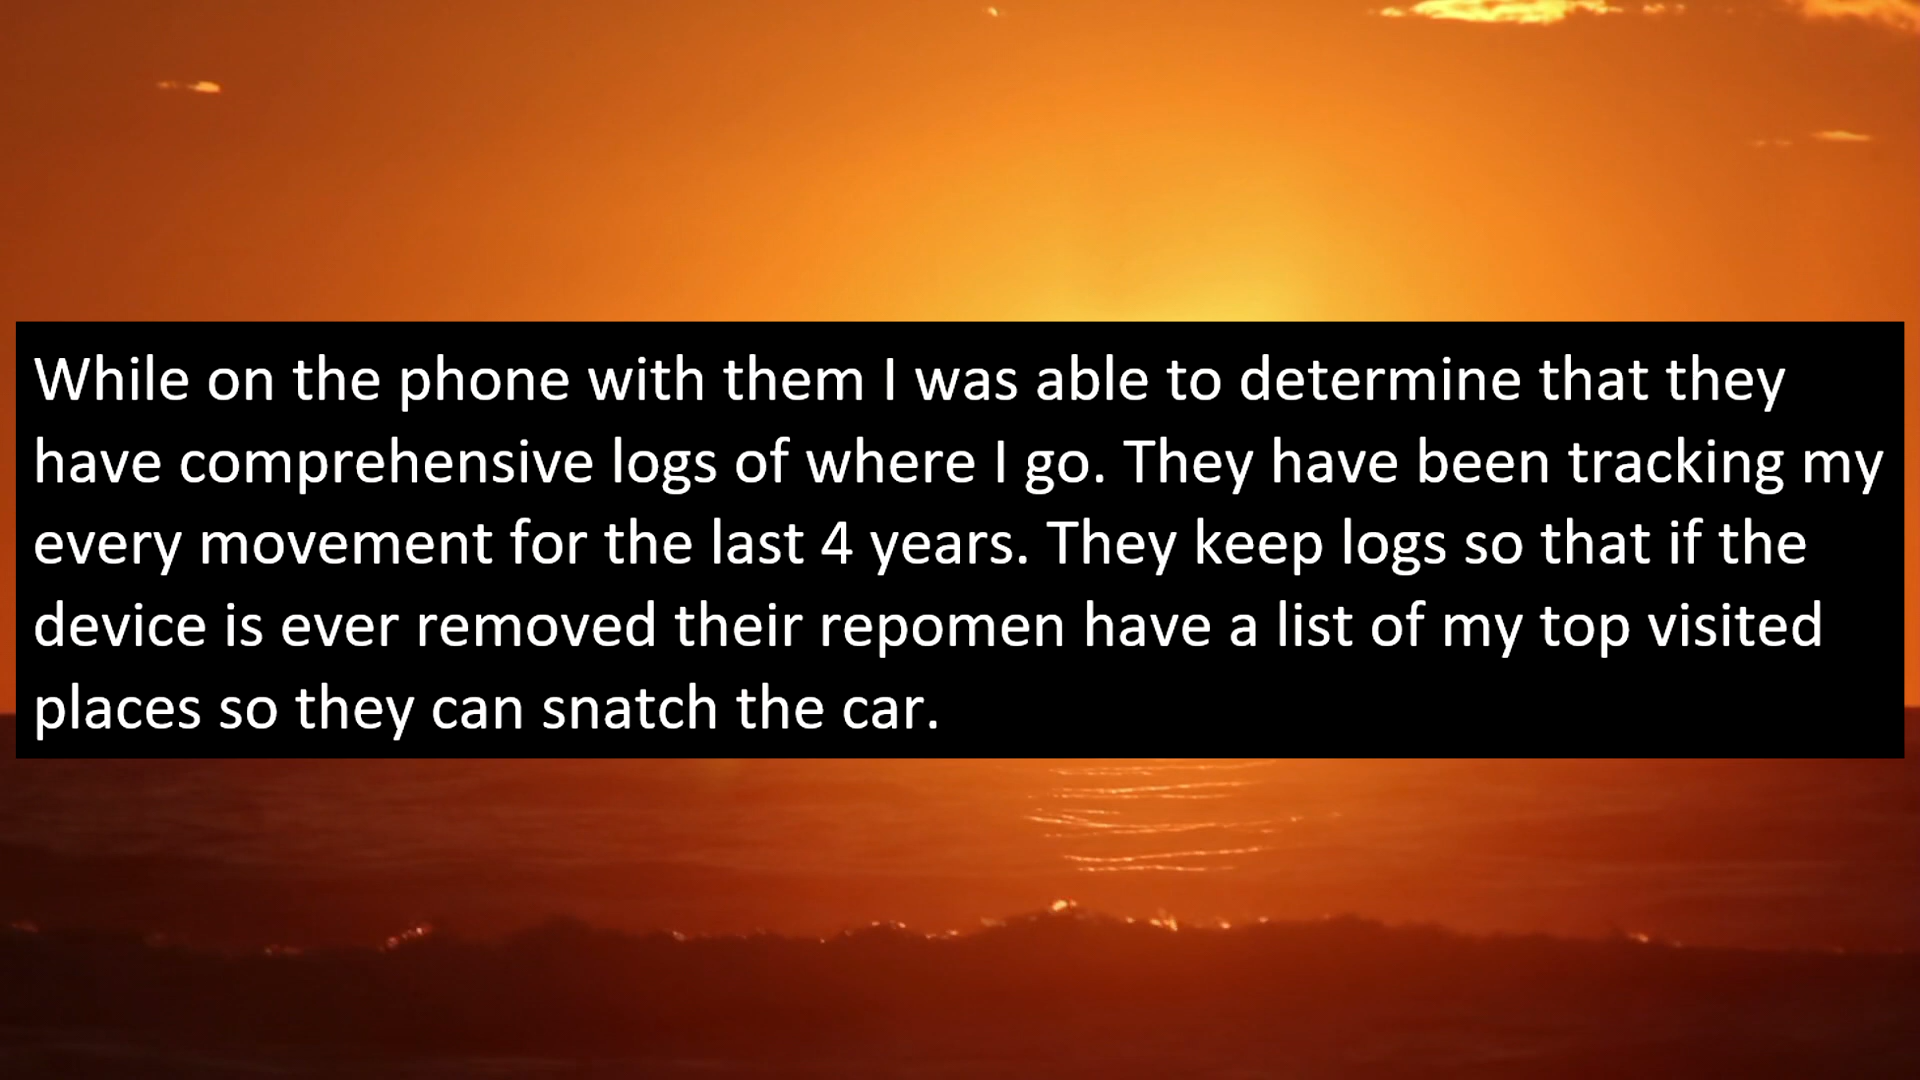 While on the phone with them I was able to determine that they
have comprehensive logs of where I go. They have been tracking my
every movement for the last 4 years. They keep logs so that if the
device is ever removed their repomen have a list of my top visited
places so they can snatch the car.